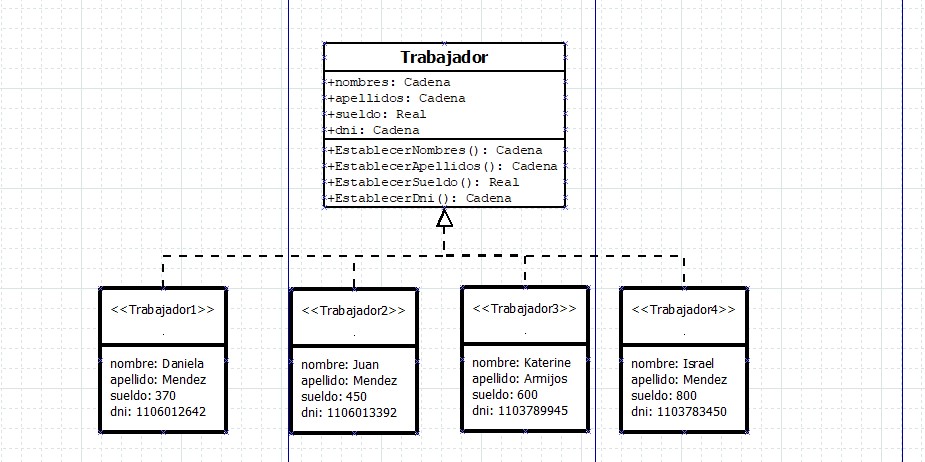 Trabajador
+nombres: Cadena
+apellidos: Cadena
+sueldo: Real
+dni: Cadena
+EstablecerNombres(): Cadena
+EstablecerApellidos(): Cadena
+EstablecerSueldo(): Real
+EstablecerDni(): Cadena
<<Trabajador1>>
.
nombre: Daniela
apellido: Mendez
sueldo: 370
dni: 1106012642
<<Trabajador2>>
.
nombre: Juan
apellido: Mendez
sueldo: 450
dni: 1106013392
<<Trabajador3>>
.
nombre: Katerine
apellido: Armijos
sueldo: 600
dni: 1103789945
<<Trabajador4>>
.
nombre: Israel
apellido: Mendez
sueldo: 800
dni: 1103783450